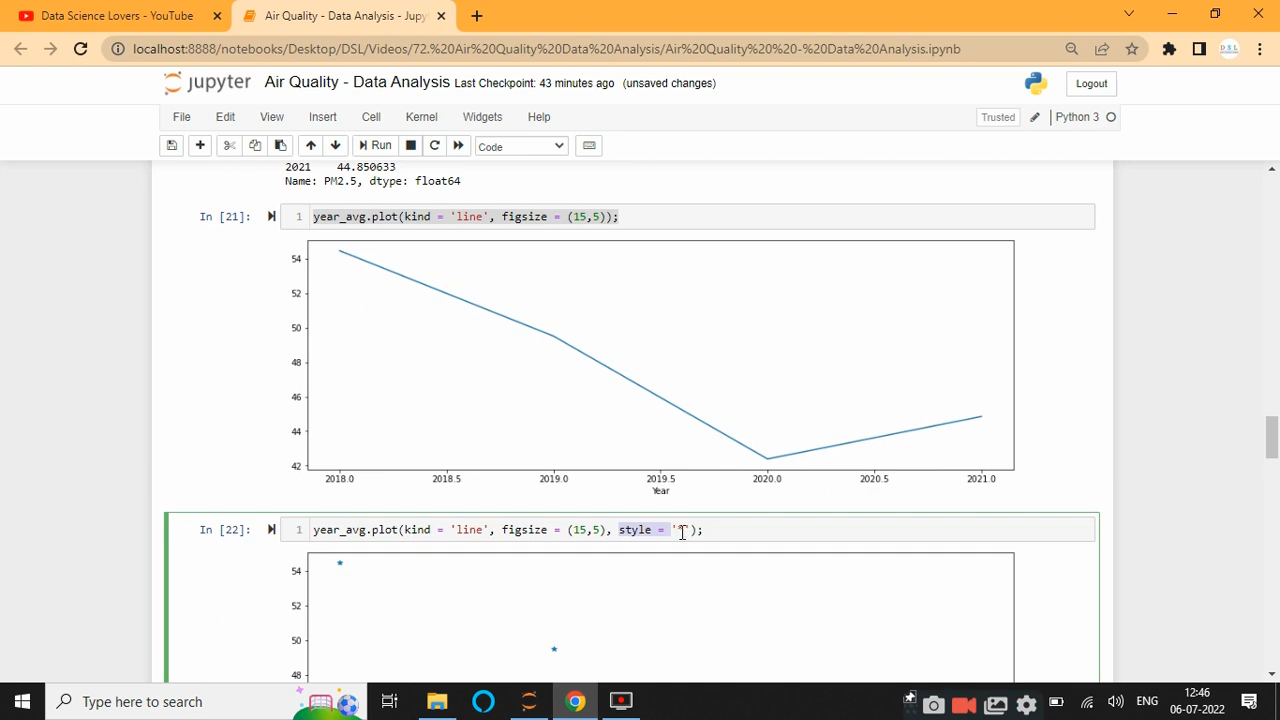 Data Science Lovers - YouTube
Air Quality - Data Analysis - Jupy
localhost:8888/notebooks/Desktop/DSL/Videos/72.%20Air%20Quality%20Data%20Analysis/Air%20Quality%20%20-%20Data%20Analysis.ipynb
DSL
jupyter Air Quality - Data Analysis Last Checkpoint: 43 minutes ago (unsaved changes)
Logout
File Edit View Insert Cell Kernel Widgets Help
Trusted Python 3
Run Code
2021 44.850633
Name: PM2.5, dtype: float64
In [21]: 1 year_avg.plot(kind = 'line', figsize = (15,5));
54
52
50
48
46
44
42
2018.0 2018.5 2019.0 2019.5 2020.0 2020.5 2021.0
Year
In [22]: 1 year_avg.plot(kind = 'line', figsize = (15,5), style = '*');
54
52
50
48
Type here to search
ENG
12:46
06-07-2022